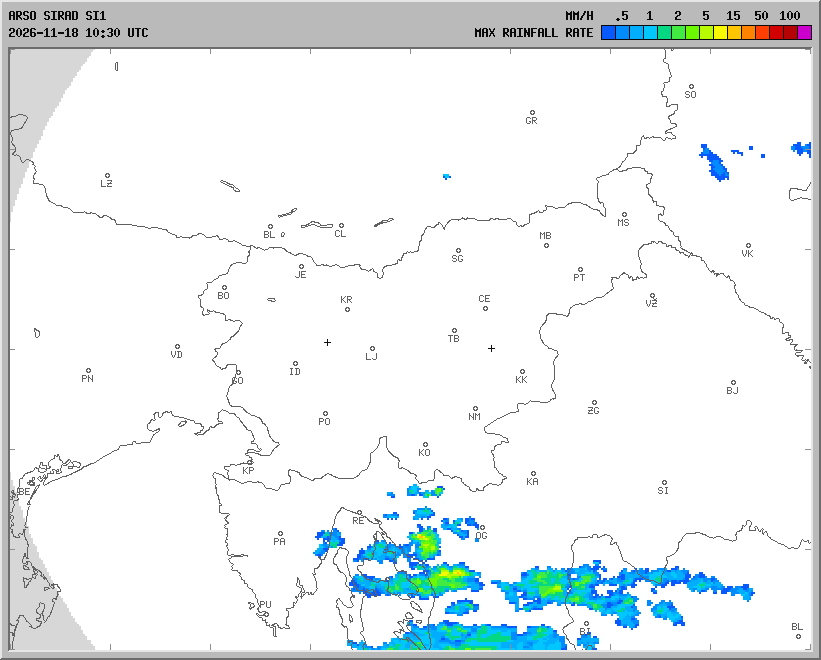 ARSO SIRAD SI1
2026-11-18 10:30 UTC
MM/H .5 1 2 5 15 50 100
MAX RAINFALL RATE
SO
GR
LZ
MS
BL
CL
MB
VK
SG
JE
PT
BO
KR
CE
VZ
TB
VD
LJ
ID
PN
GO
KK
BJ
NM
ZG
PO
KO
KP
KA
SI
BE
RE
OG
PA
PU
BI
BL